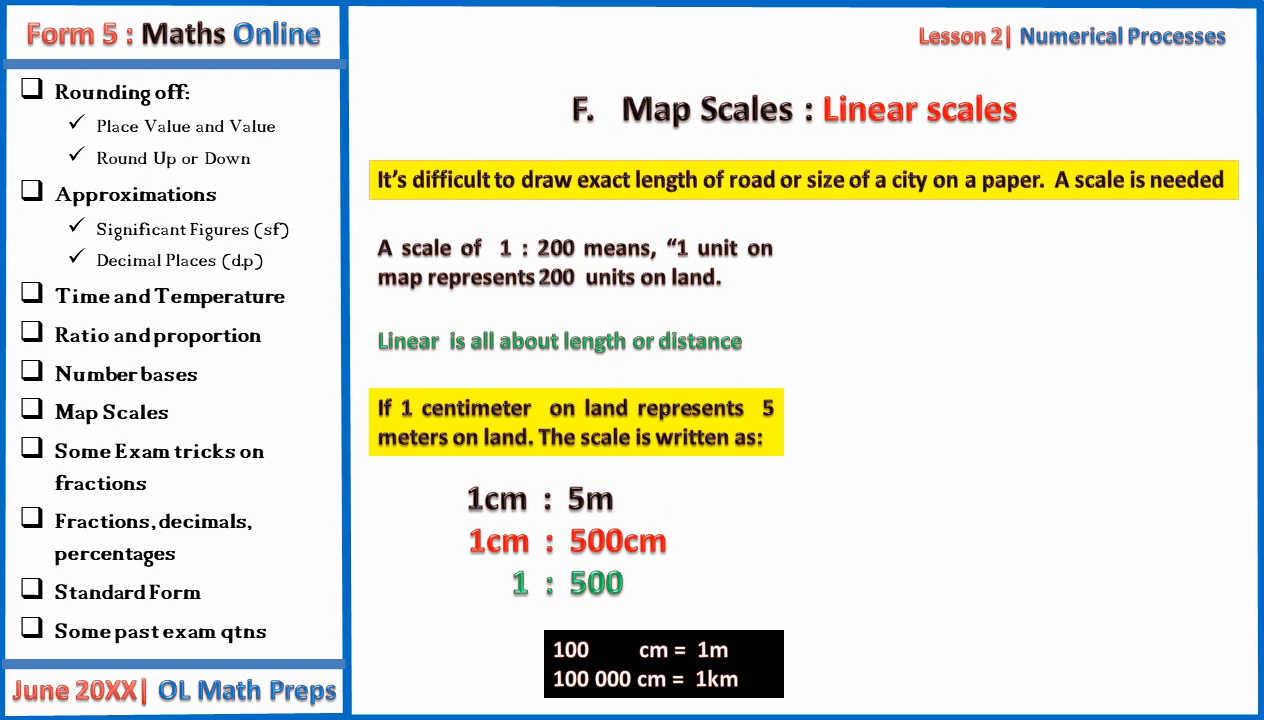 Form 5 : Maths Online
Rounding off:
Place Value and Value
Round Up or Down
Approximations
Significant Figures (sf)
Decimal Places (d.p)
Time and Temperature
Ratio and proportion
Number bases
Map Scales
Some Exam tricks on
fractions
Fractions, decimals,
percentages
Standard Form
Some past exam qtns
June 20XX| OL Math Preps
Lesson 2| Numerical Processes
F. Map Scales : Linear scales
It's difficult to draw exact length of road or size of a city on a paper. A scale is needed
A scale of 1 : 200 means, “1 unit on
map represents 200 units on land.
Linear is all about length or distance
If 1 centimeter on land represents 5
meters on land. The scale is written as:
1cm : 5m
1cm : 500cm
1 : 500
100 cm = 1m
100 000 cm = 1km